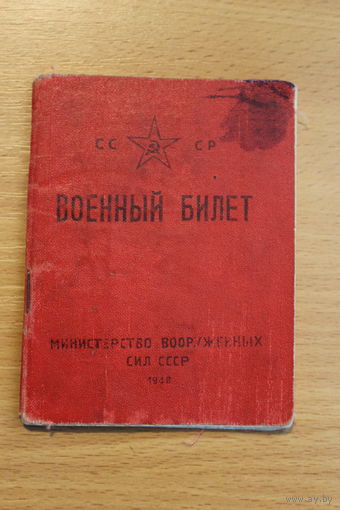 СС СР
ВОЕННЫЙ БИЛЕТ
МИНИСТЕРСТВО ВООРУЖЕННЫХ
СИЛ СССР
1948
www.ay.by